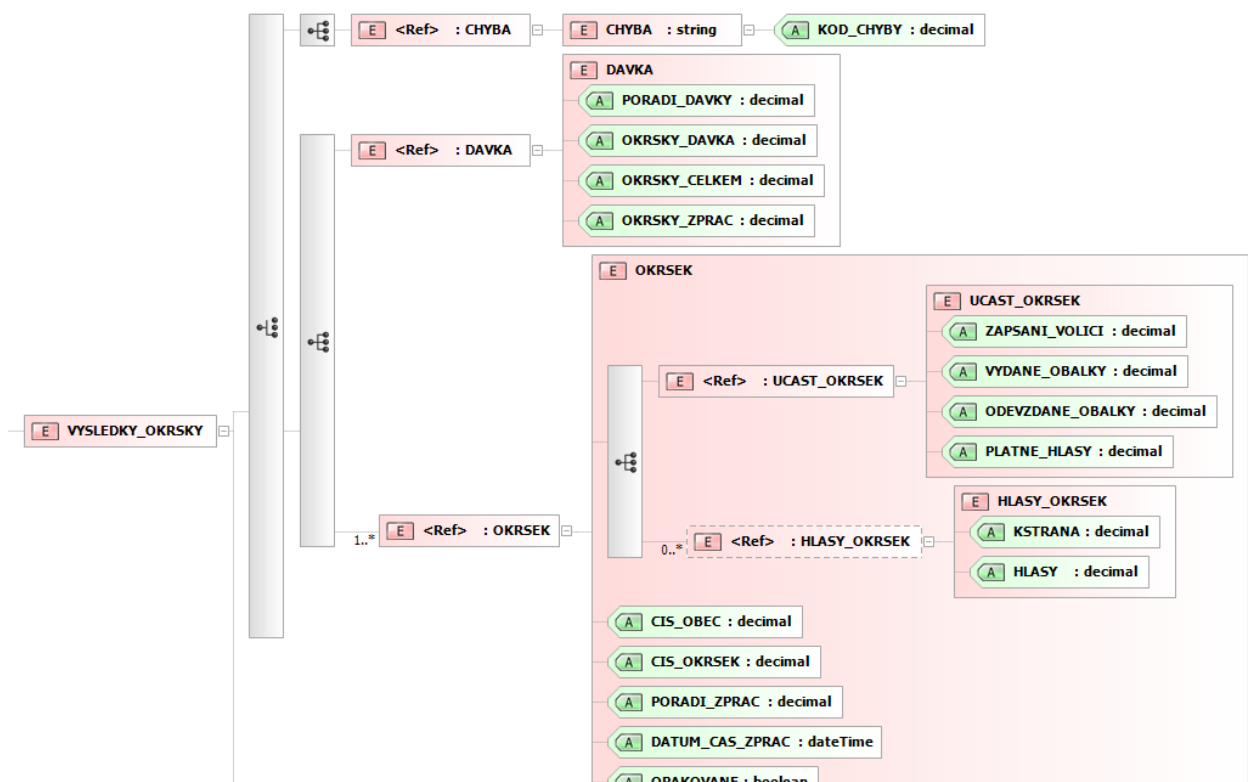 E <Ref> : CHYBA
E CHYBA : string
A KOD_CHYBY : decimal
E DAVKA
A PORADI_DAVKY : decimal
E <Ref> : DAVKA
A OKRSKY_DAVKA : decimal
A OKRSKY_CELKEM : decimal
A OKRSKY_ZPRAC : decimal
E OKRSEK
E UCAST_OKRSEK
A ZAPSANI_VOLICI : decimal
E <Ref> : UCAST_OKRSEK
A VYDANE_OBALKY : decimal
A ODEVZDANE_OBALKY : decimal
A PLATNE_HLASY : decimal
E VYSLEDKY_OKRSKY
E HLASY_OKRSEK
1..* E <Ref> : OKRSEK
A KSTRANA : decimal
0..* E <Ref> : HLASY_OKRSEK
A HLASY : decimal
A CIS_OBEC : decimal
A CIS_OKRSEK : decimal
A PORADI_ZPRAC : decimal
A DATUM_CAS_ZPRAC : dateTime
A OPAKOVANE : boolean